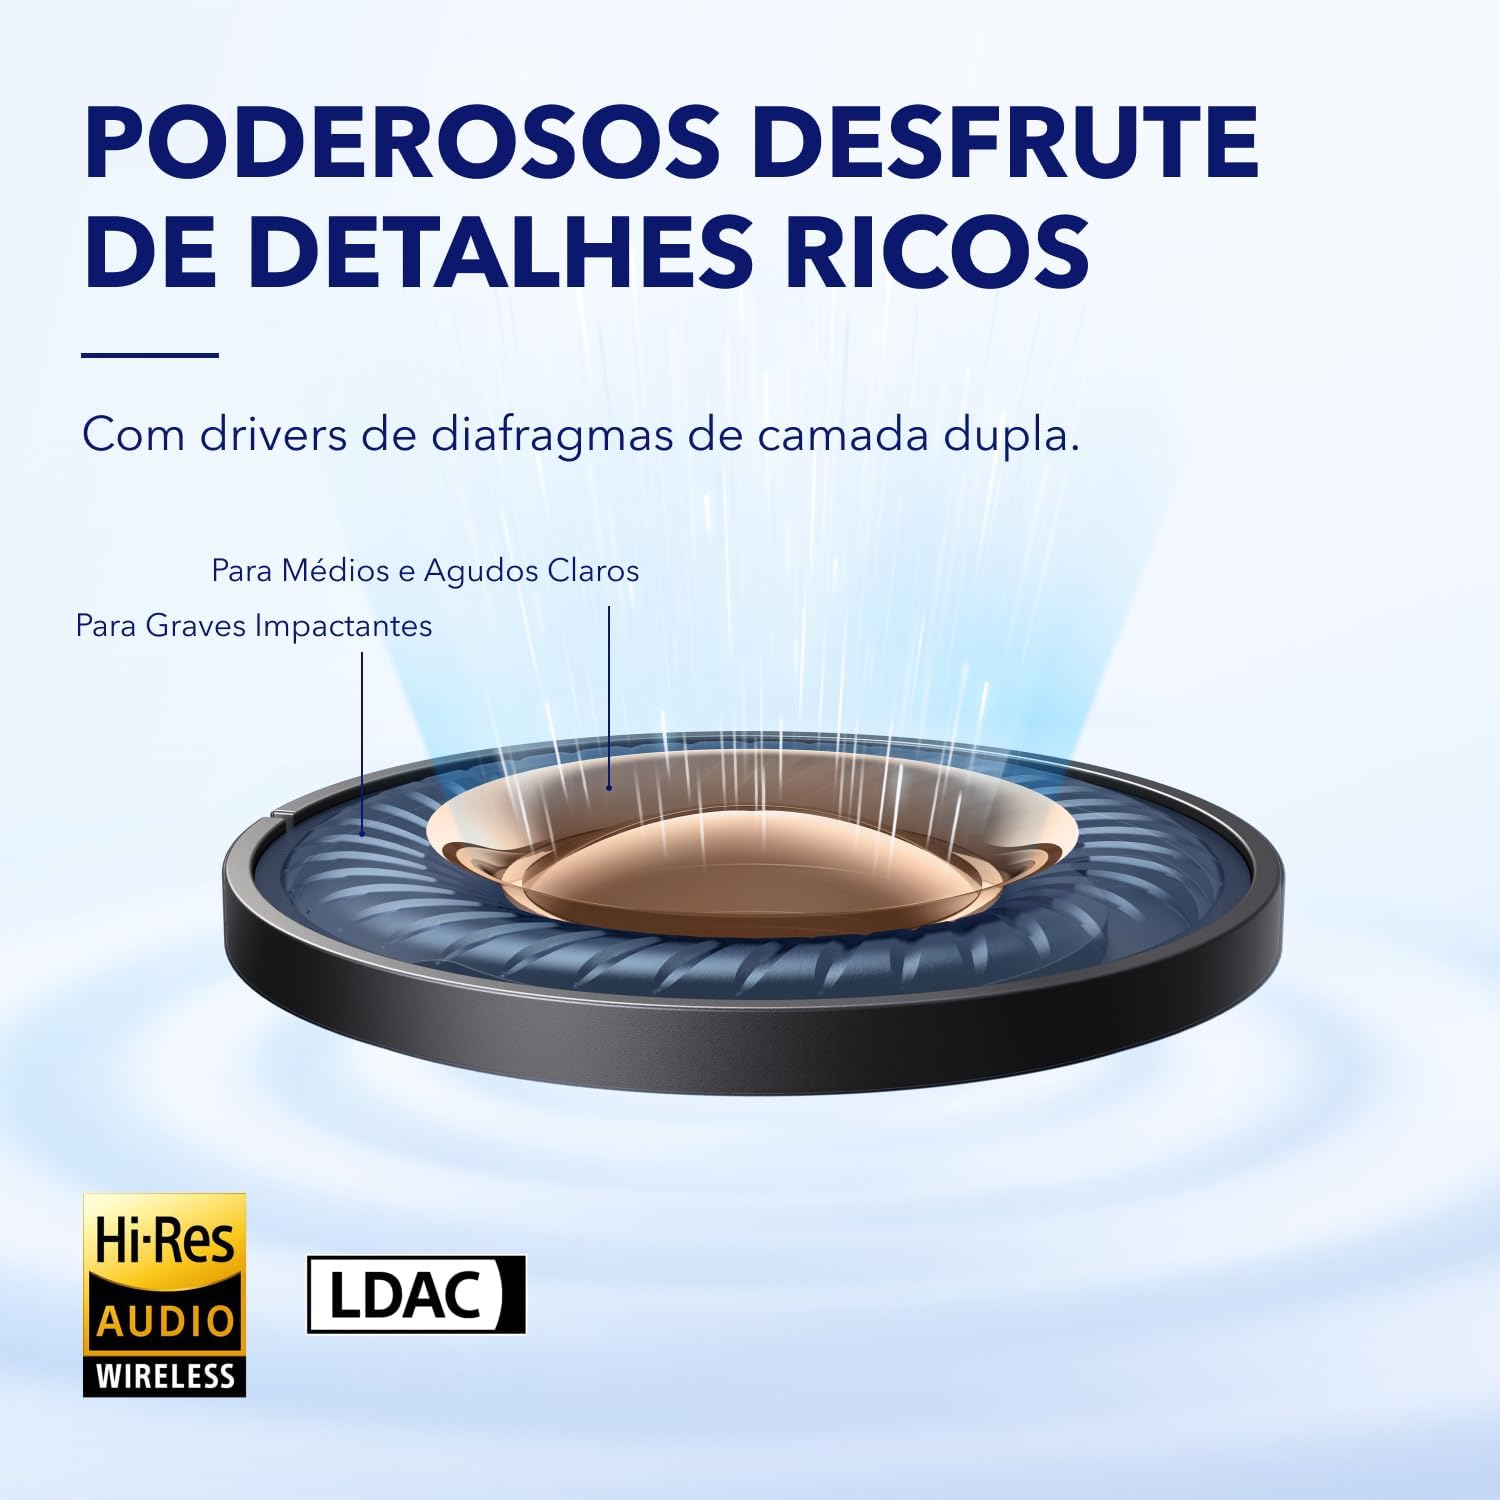 PODEROSOS DESFRUTE
DE DETALHES RICOS
Com drivers de diafragmas de camada dupla.
Para Médios e Agudos Claros
Para Graves Impactantes
Hi-Res
AUDIO
WIRELESS
LDAC